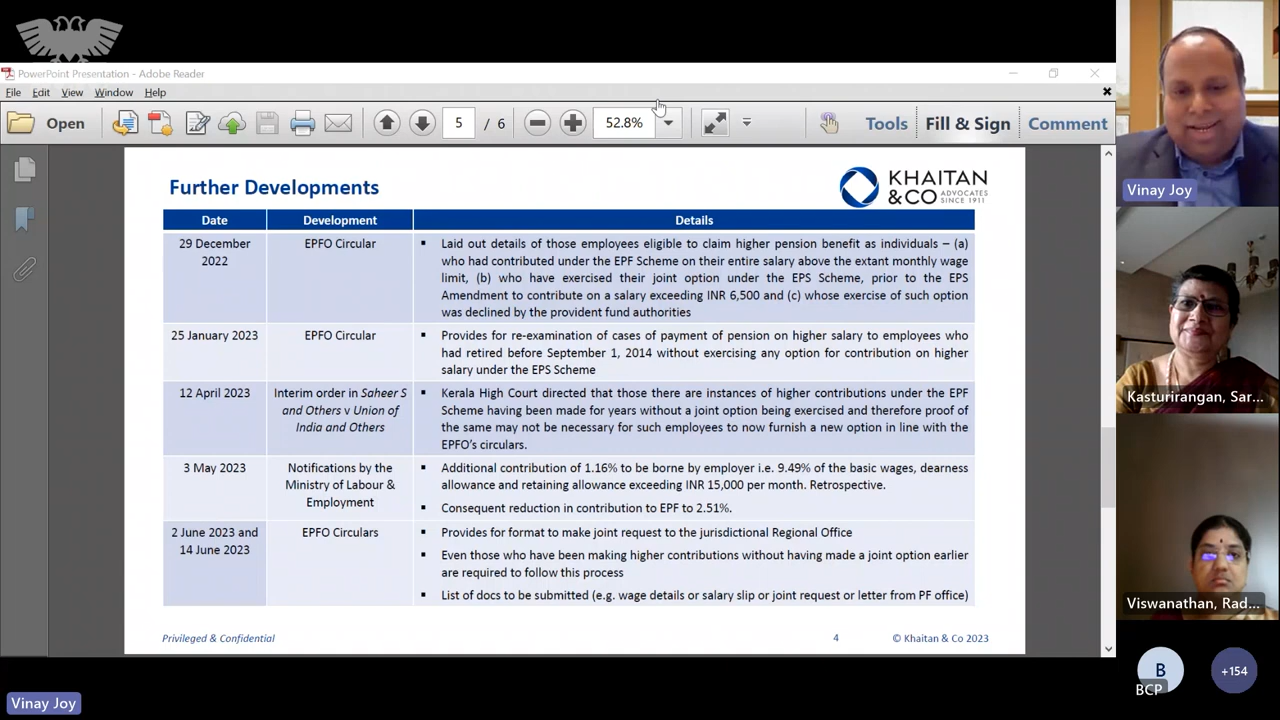 PowerPoint Presentation - Adobe Reader
File Edit View Window Help
Open
5 / 6
52.8%
Tools Fill & Sign Comment
Further Developments
KHAITAN
& CO ADVOCATES
SINCE 1911
Date Development Details
29 December
2022
EPFO Circular
▪ Laid out details of those employees eligible to claim higher pension benefit as individuals – (a)
who had contributed under the EPF Scheme on their entire salary above the extant monthly wage
limit, (b) who have exercised their joint option under the EPS Scheme, prior to the EPS
Amendment to contribute on a salary exceeding INR 6,500 and (c) whose exercise of such option
was declined by the provident fund authorities
25 January 2023
EPFO Circular
▪ Provides for re-examination of cases of payment of pension on higher salary to employees who
had retired before September 1, 2014 without exercising any option for contribution on higher
salary under the EPS Scheme
12 April 2023
Interim order in Saheer S
and Others v Union of
India and Others
▪ Kerala High Court directed that those there are instances of higher contributions under the EPF
Scheme having been made for years without a joint option being exercised and therefore proof of
the same may not be necessary for such employees to now furnish a new option in line with the
EPFO's circulars.
3 May 2023
Notifications by the
Ministry of Labour &
Employment
▪ Additional contribution of 1.16% to be borne by employer i.e. 9.49% of the basic wages, dearness
allowance and retaining allowance exceeding INR 15,000 per month. Retrospective.
▪ Consequent reduction in contribution to EPF to 2.51%.
2 June 2023 and
14 June 2023
EPFO Circulars
▪ Provides for format to make joint request to the jurisdictional Regional Office
▪ Even those who have been making higher contributions without having made a joint option earlier
are required to follow this process
▪ List of docs to be submitted (e.g. wage details or salary slip or joint request or letter from PF office)
Privileged & Confidential
4
© Khaitan & Co 2023
Vinay Joy
Vinay Joy
Kasturirangan, Sar...
Viswanathan, Rad...
B
BCP
+154